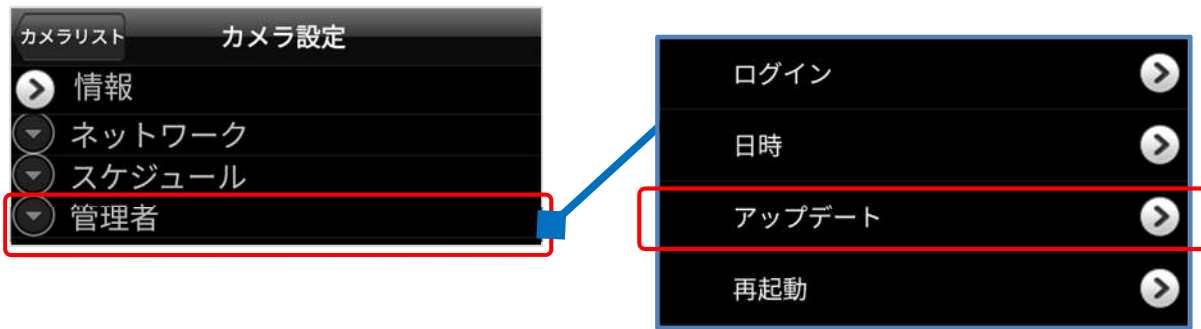 カメラリスト カメラ設定
情報
ネットワーク
スケジュール
管理者
ログイン
日時
アップデート
再起動